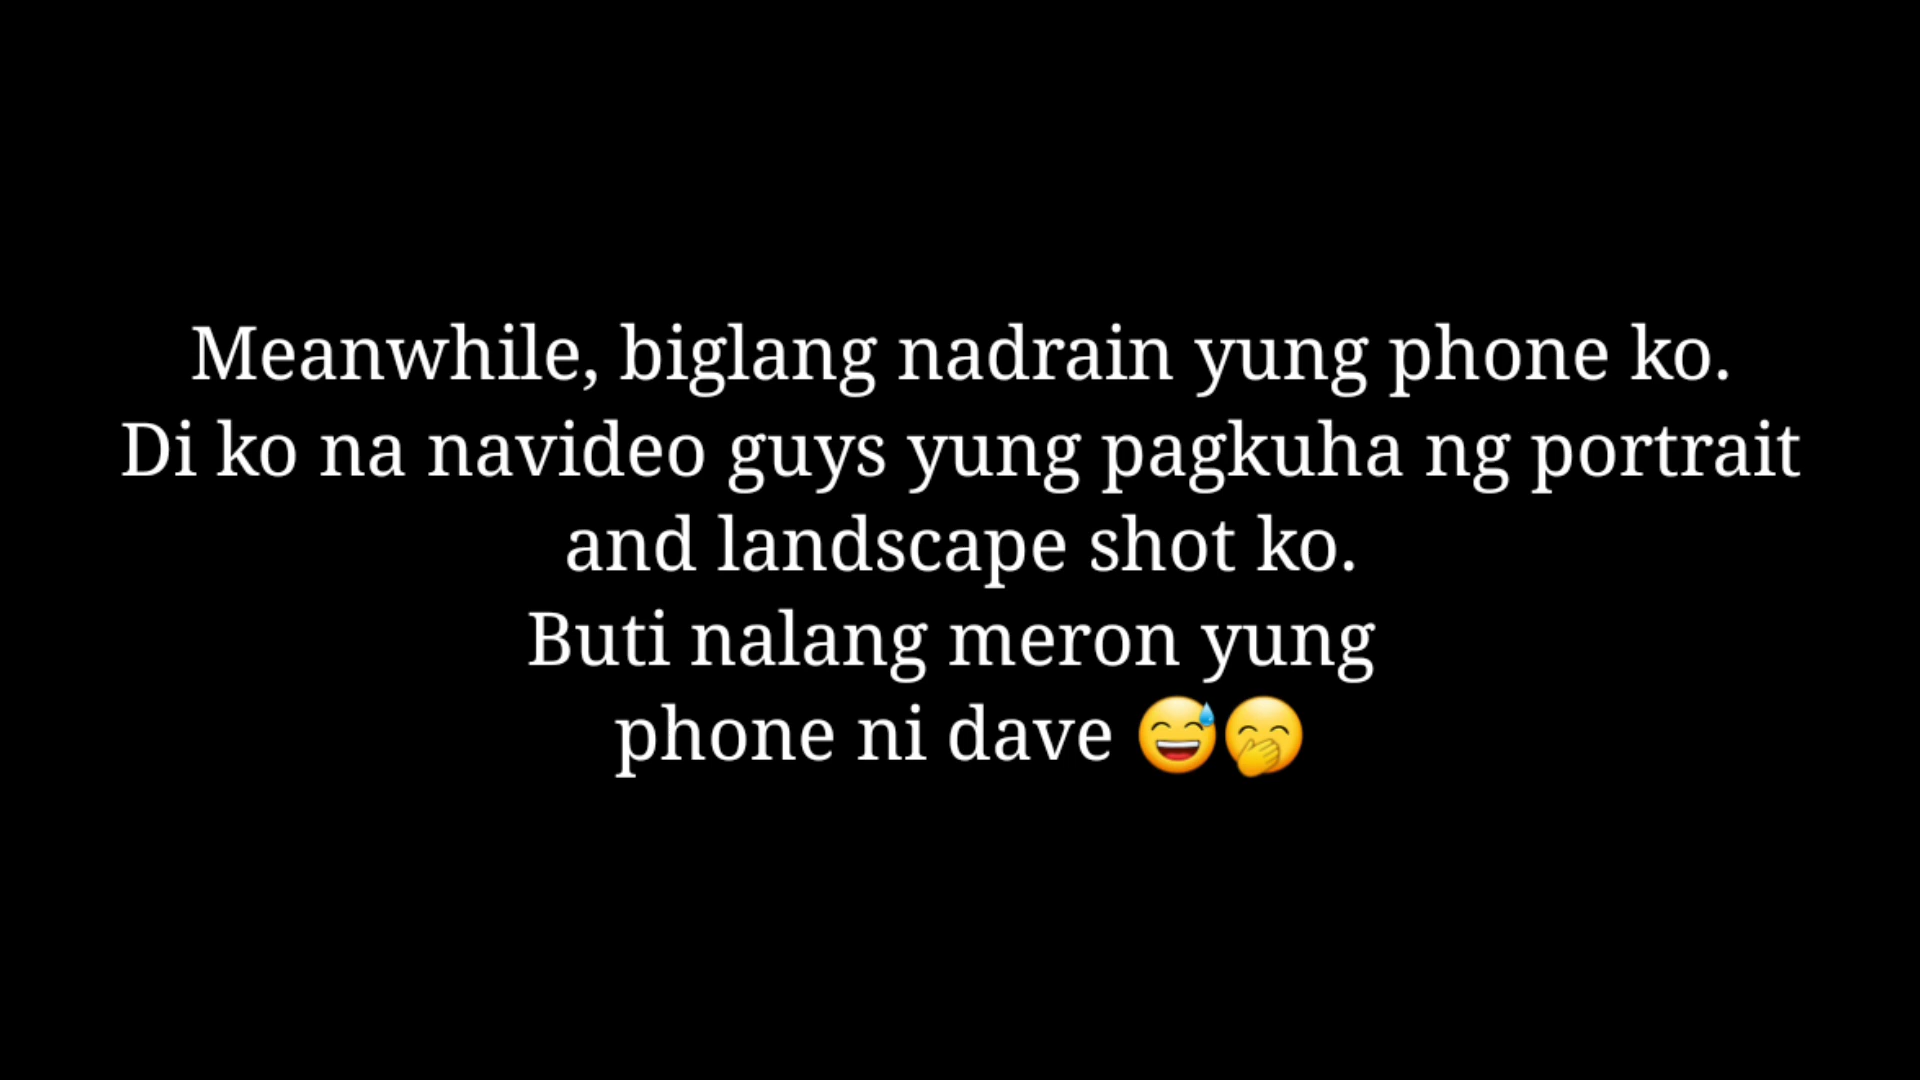 Meanwhile, biglang nadrain yung phone ko.
Di ko na navideo guys yung pagkuha ng portrait
and landscape shot ko.
Buti nalang meron yung
phone ni dave 😅🤭